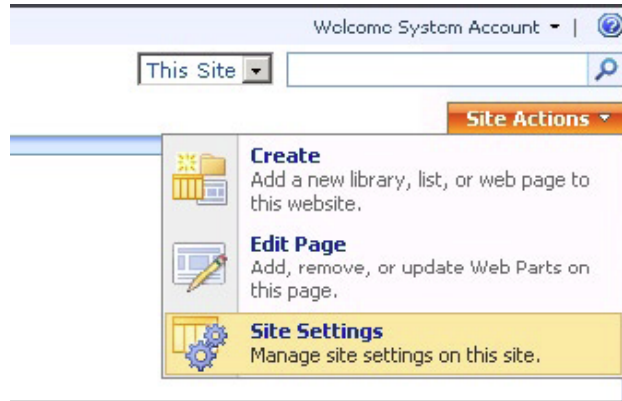 Welcome System Account
This Site
Site Actions
Create
Add a new library, list, or web page to
this website.
Edit Page
Add, remove, or update Web Parts on
this page.
Site Settings
Manage site settings on this site.